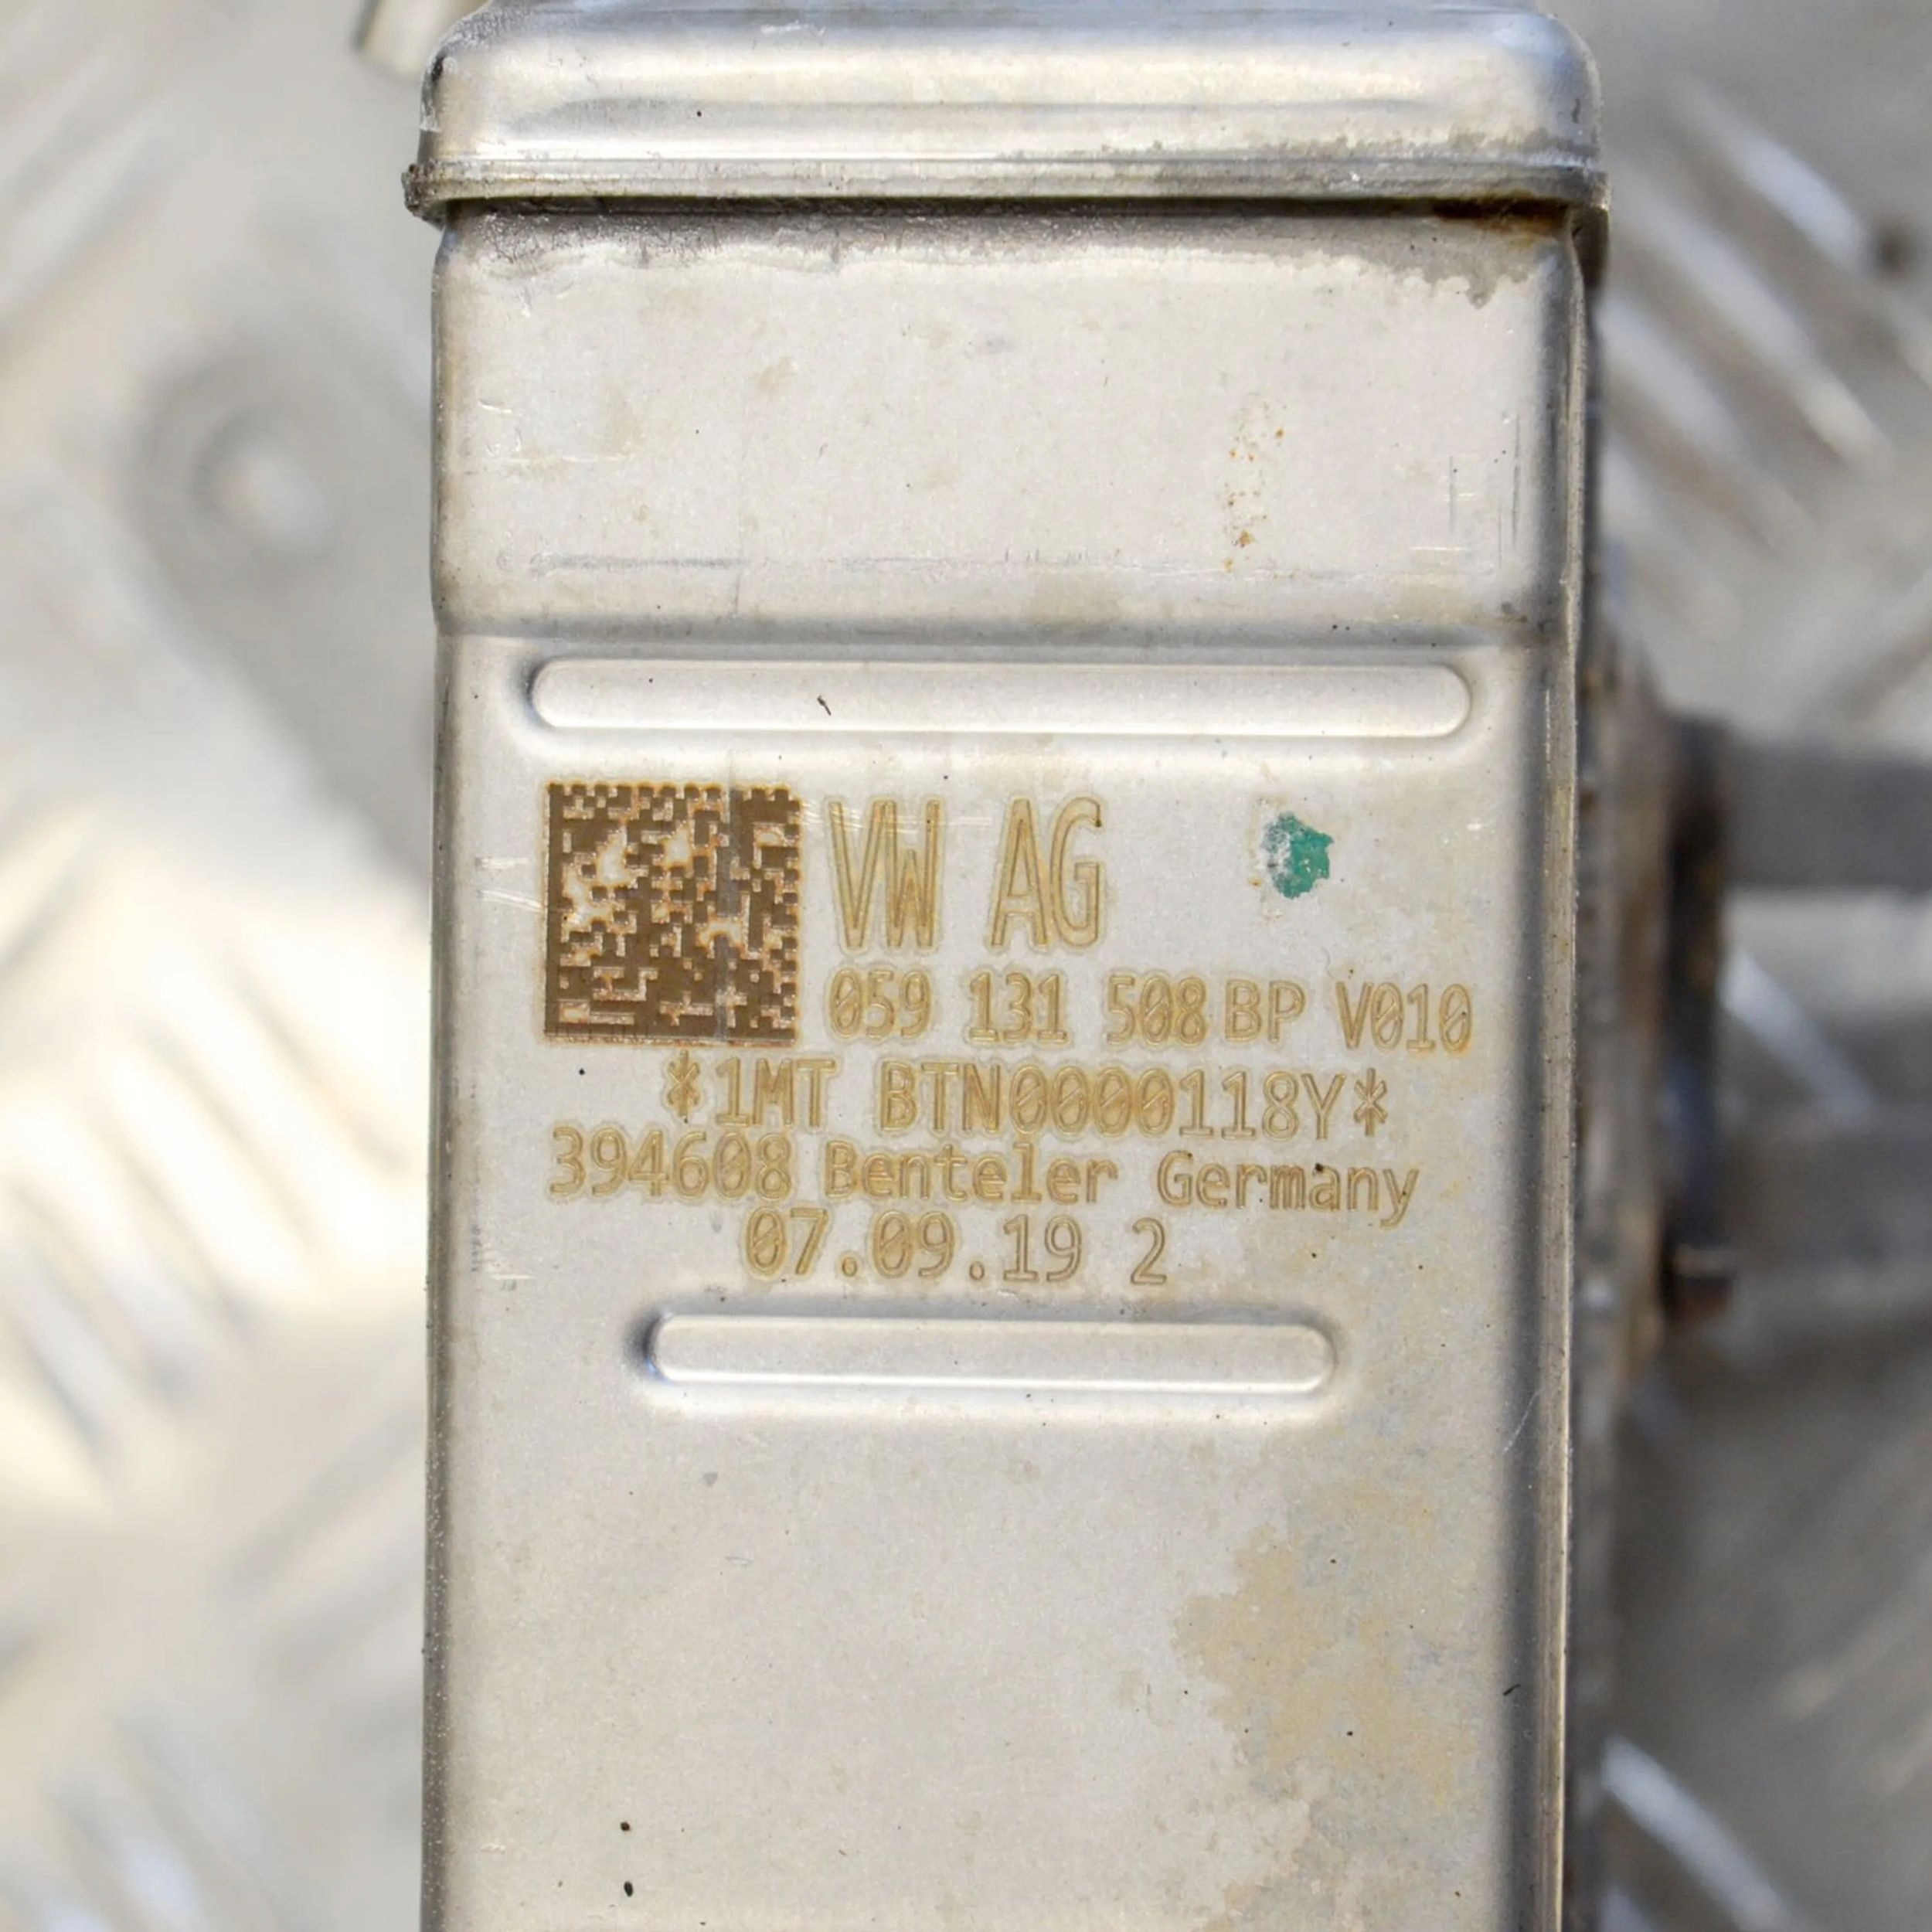 VW AG
059 131 508 BP V010
*1MT BTN0000118Y*
394608 Benteler Germany
07.09.19 2